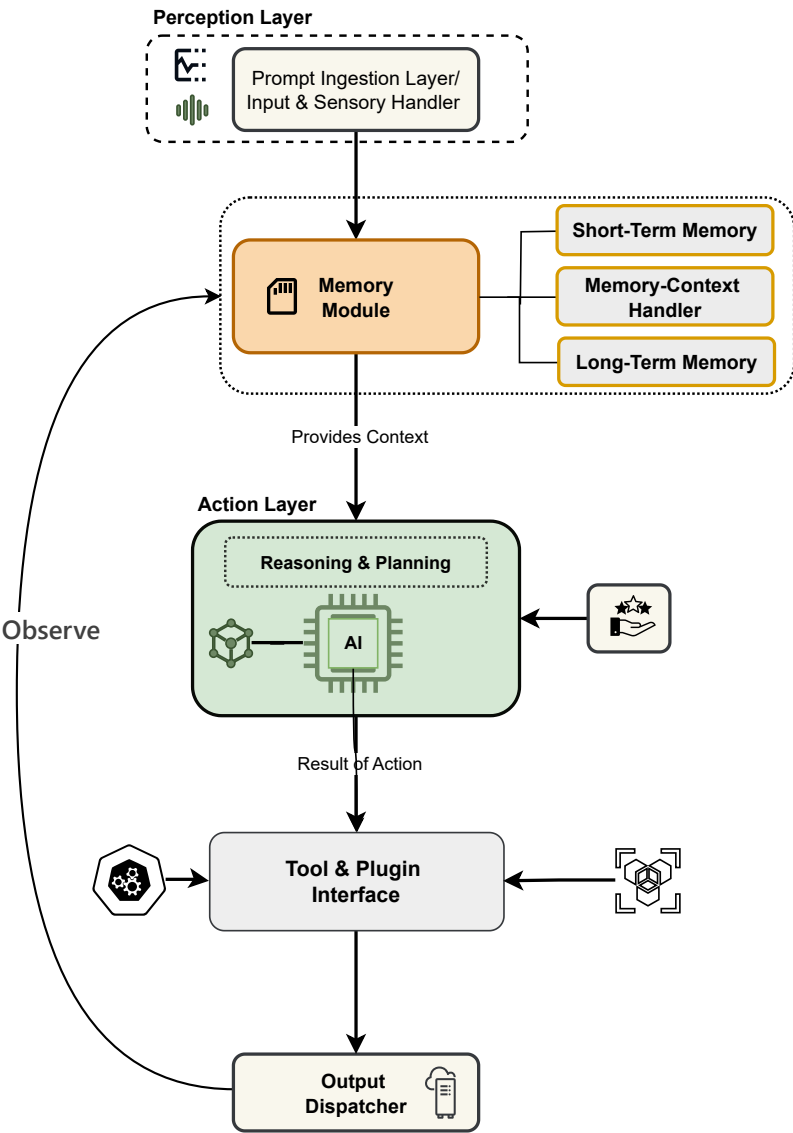 Perception Layer
Prompt Ingestion Layer/
Input & Sensory Handler
Short-Term Memory
Memory
Module
Memory-Context
Handler
Long-Term Memory
Provides Context
Action Layer
Reasoning & Planning
AI
Observe
Result of Action
Tool & Plugin
Interface
Output
Dispatcher